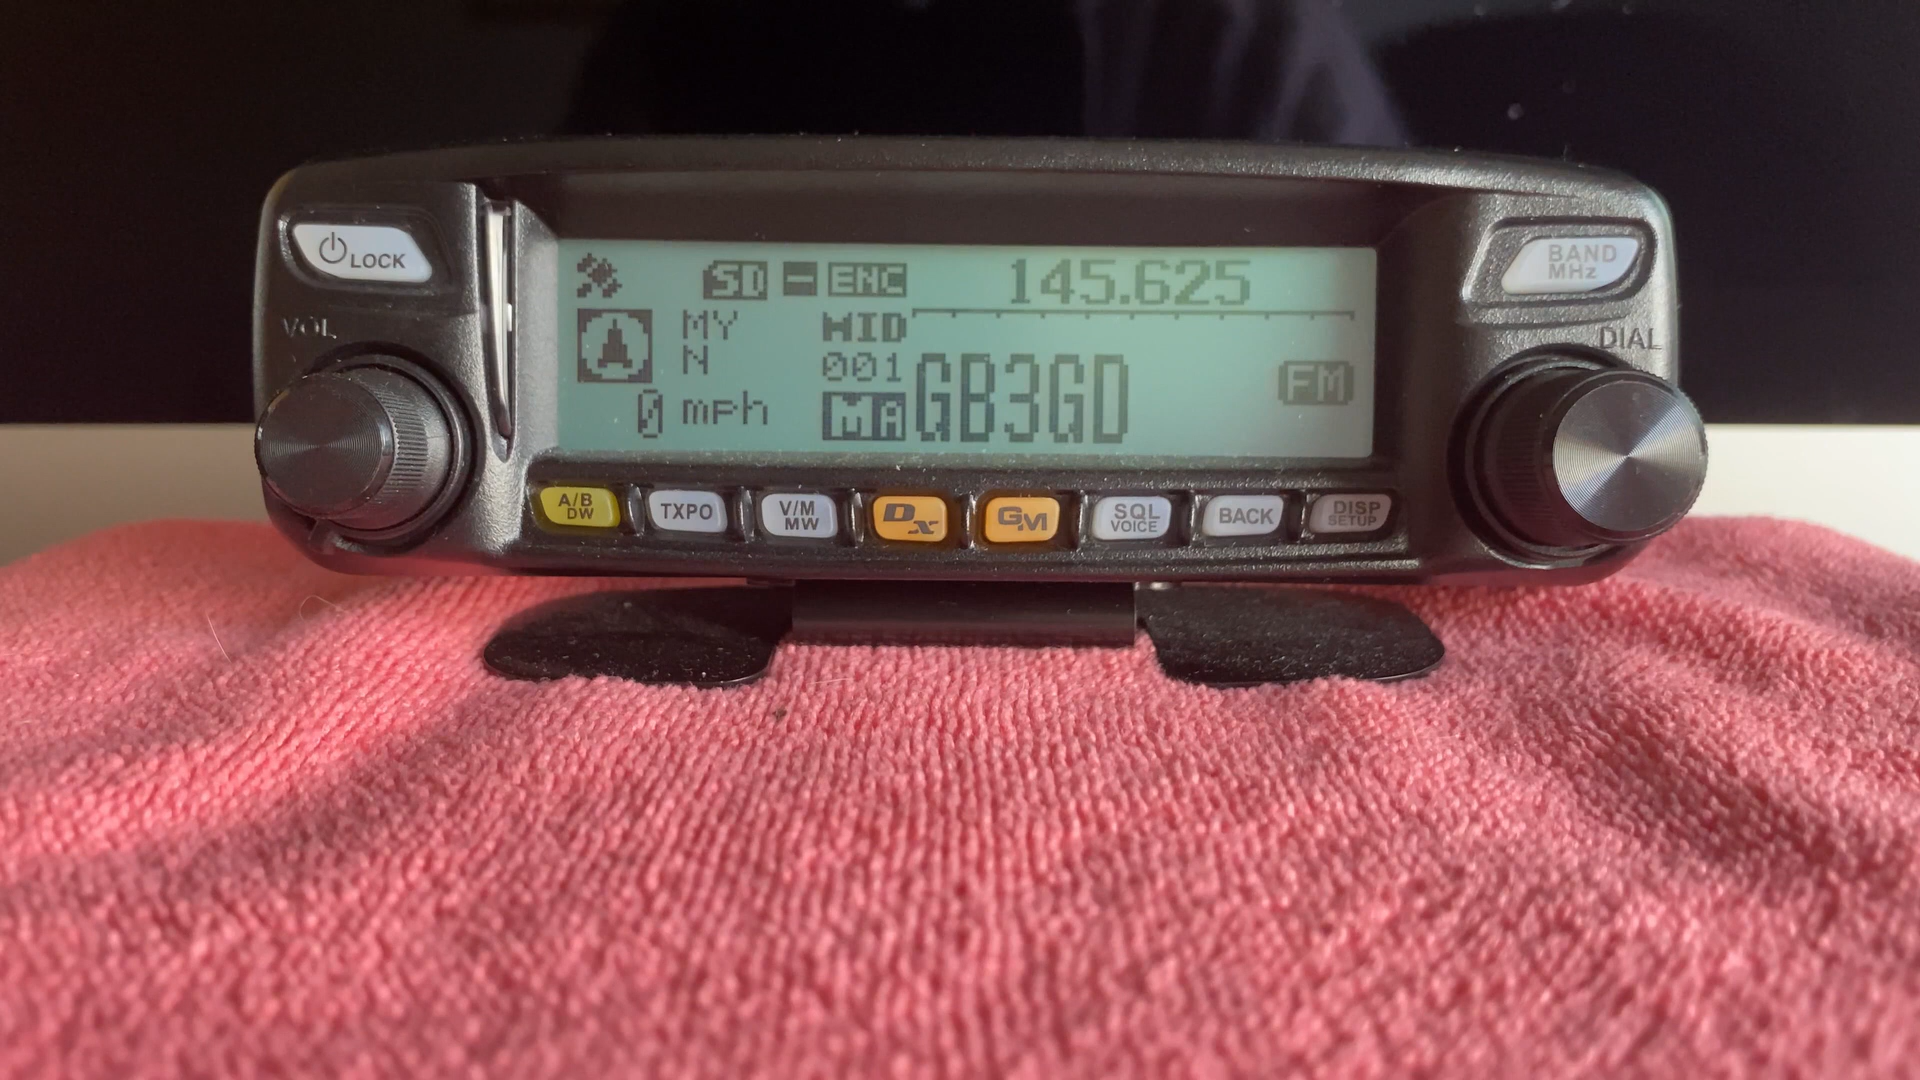 LOCK
VOL
SD - ENC 145.625
MY MID
N 001
0 mph MA GB3GD FM
BAND
MHz
DIAL
A/B
DW
TXPO
V/M
MW
DX
GM
SQL
VOICE
BACK
DISP
SETUP